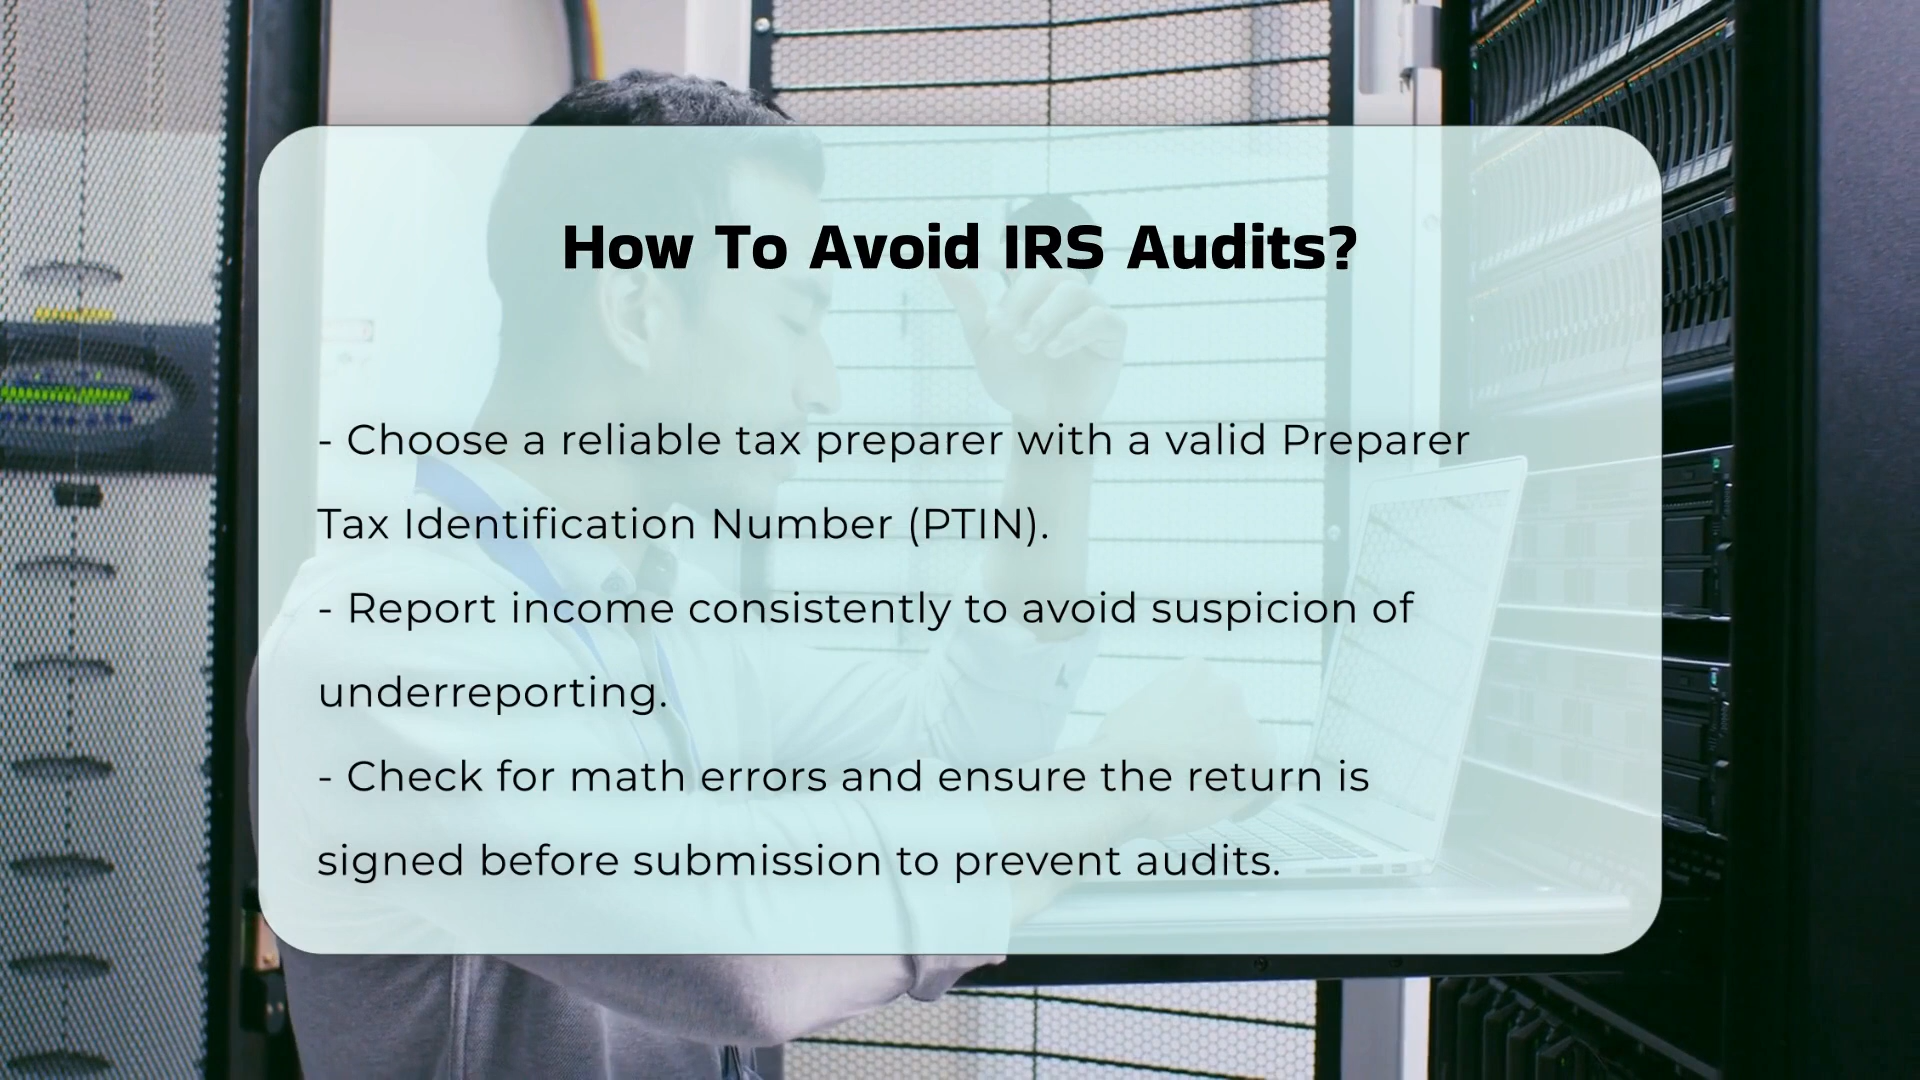 How To Avoid IRS Audits?
- Choose a reliable tax preparer with a valid Preparer
Tax Identification Number (PTIN).
- Report income consistently to avoid suspicion of
underreporting.
- Check for math errors and ensure the return is
signed before submission to prevent audits.